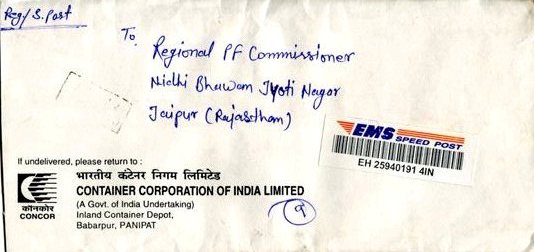 Reg/S.Post
To,
Regional PF Commissioner
Nidhi Bhawan Jyoti Nagar
Jaipur (Rajasthan)
EMS SPEED POST
EH 25940191 4IN
If undelivered, please return to :
भारतीय कंटेनर निगम लिमिटेड
CONTAINER CORPORATION OF INDIA LIMITED
(A Govt. of India Undertaking)
Inland Container Depot,
Babarpur, PANIPAT
कॉनकोर
CONCOR
9